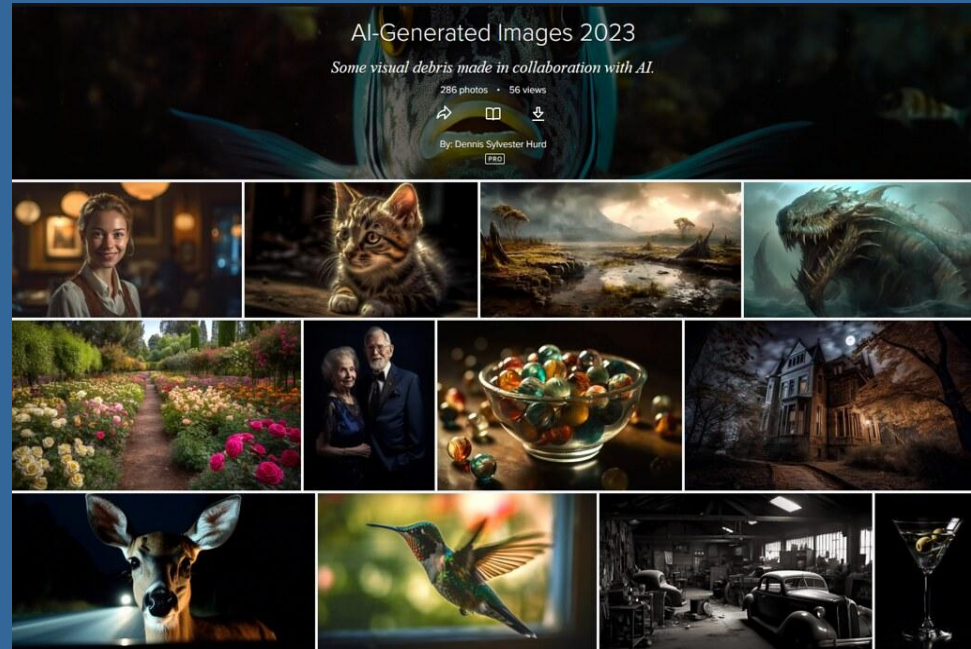 AI-Generated Images 2023
Some visual debris made in collaboration with AI.
286 photos • 56 views
By: Dennis Sylvester Hurd
PRO